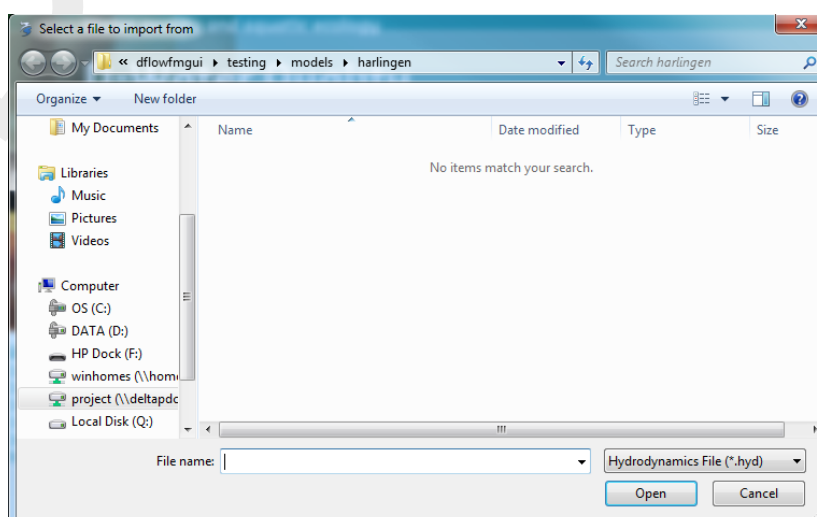 Select a file to import from
« dflowfmgui testing models harlingen
Search harlingen
Organize New folder
My Documents
Name Date modified Type Size
No items match your search.
Libraries
Music
Pictures
Videos
Computer
OS (C:)
DATA (D:)
HP Dock (F:)
winhomes (\\hom
project (\\deltapdc
Local Disk (Q:)
File name:
Hydrodynamics File (*.hyd)
Open Cancel